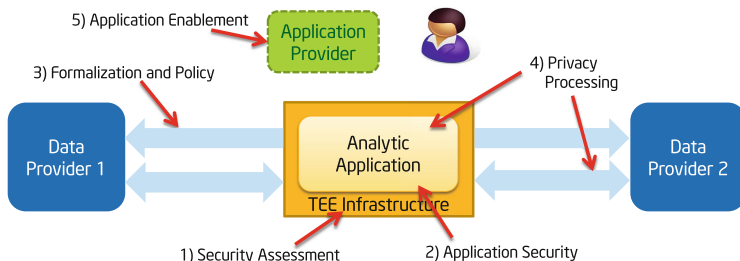 5) Application Enablement
Application
Provider
4) Privacy
Processing
3) Formalization and Policy
Data
Provider 1
Analytic
Application
TEE Infrastructure
Data
Provider 2
1) Security Assessment
2) Application Security